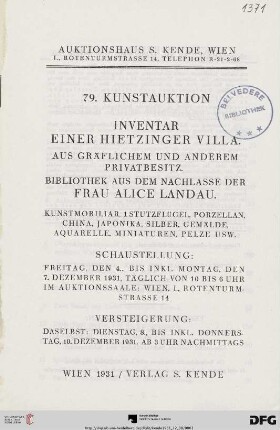 1371
AUKTIONSHAUS S. KENDE, WIEN
I., ROTENTURMSTRASSE 14, TELEPHON
79. KUNSTAUKTION
BELVEDERE
BIBLIOTHEK
INVENTAR
EINER HIETZINGER VILLA.
AUS GRÄFLICHEM UND ANDEREM
PRIVATBESITZ.
BIBLIOTHEK AUS DEM NACHLASSE DER
FRAU ALICE LANDAU.
KUNSTMOBILIAR, 1 STUTZFLÜGEL, PORZELLAN,
CHINA, JAPONIKA, SILBER, GEMÄLDE,
AQUARELLE, MINIATUREN, PELZE USW.
SCHAUSTELLUNG:
FREITAG, DEN 4., BIS INKL. MONTAG, DEN
7. DEZEMBER 1931, TÄGLICH VON 10 BIS 6 UHR
IM AUKTIONSSAALE: WIEN, I., ROTENTURM-
STRASSE 14
VERSTEIGERUNG:
DASELBST: DIENSTAG, 8., BIS INKL. DONNERS-
TAG, 10. DEZEMBER 1931, AB 3 UHR NACHMITTAGS
WIEN 1931 / VERLAG S. KENDE
DFG